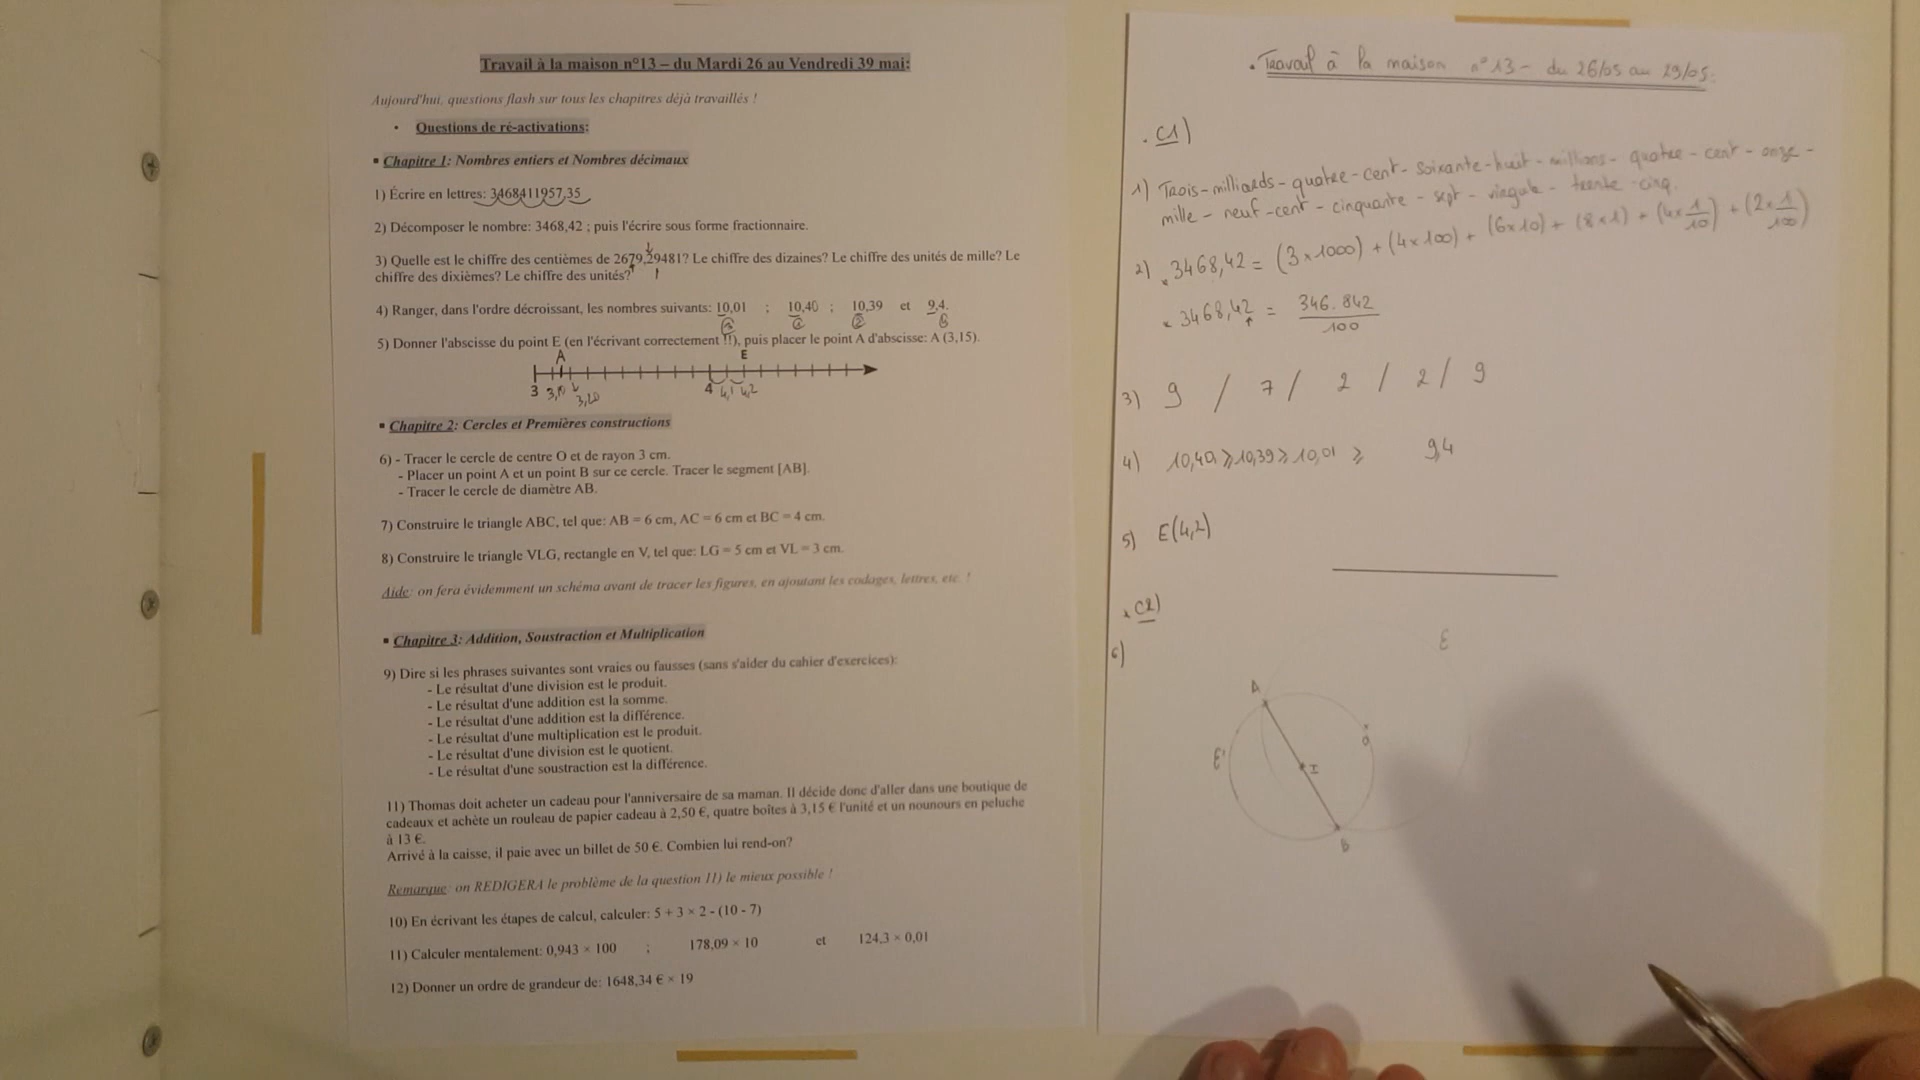 Travail à la maison n°13 – du Mardi 26 au Vendredi 39 mai:
Aujourd'hui, questions flash sur tous les chapitres déjà travaillés !
• Questions de ré-activations:
▪ Chapitre 1: Nombres entiers et Nombres décimaux
1) Écrire en lettres: 3468411957,35
2) Décomposer le nombre: 3468,42 ; puis l'écrire sous forme fractionnaire.
3) Quelle est le chiffre des centièmes de 2679,29481? Le chiffre des dizaines? Le chiffre des unités de mille? Le
chiffre des dixièmes? Le chiffre des unités?
4) Ranger, dans l'ordre décroissant, les nombres suivants: 10,01 ; 10,40 ; 10,39 et 9,4.
5) Donner l'abscisse du point E (en l'écrivant correctement !!), puis placer le point A d'abscisse: A (3,15).
A E
3 3,10 3,20 4 4,1 4,2
▪ Chapitre 2: Cercles et Premières constructions
6) - Tracer le cercle de centre O et de rayon 3 cm.
- Placer un point A et un point B sur ce cercle. Tracer le segment [AB].
- Tracer le cercle de diamètre AB.
7) Construire le triangle ABC, tel que: AB = 6 cm, AC = 6 cm et BC = 4 cm.
8) Construire le triangle VLG, rectangle en V, tel que: LG = 5 cm et VL = 3 cm.
Aide: on fera évidemment un schéma avant de tracer les figures, en ajoutant les codages, lettres, etc. !
▪ Chapitre 3: Addition, Soustraction et Multiplication
9) Dire si les phrases suivantes sont vraies ou fausses (sans s'aider du cahier d'exercices):
- Le résultat d'une division est le produit.
- Le résultat d'une addition est la somme.
- Le résultat d'une addition est la différence.
- Le résultat d'une multiplication est le produit.
- Le résultat d'une division est le quotient.
- Le résultat d'une soustraction est la différence.
11) Thomas doit acheter un cadeau pour l'anniversaire de sa maman. Il décide donc d'aller dans une boutique de
cadeaux et achète un rouleau de papier cadeau à 2,50 €, quatre boîtes à 3,15 € l'unité et un nounours en peluche
à 13 €.
Arrivé à la caisse, il paie avec un billet de 50 €. Combien lui rend-on?
Remarque: on REDIGERA le problème de la question 11) le mieux possible !
10) En écrivant les étapes de calcul, calculer: 5 + 3 × 2 - (10 - 7)
11) Calculer mentalement: 0,943 × 100 ; 178,09 × 10 et 124,3 × 0,01
12) Donner un ordre de grandeur de: 1648,34 € × 19
. Travail à la maison n°13 - du 26/05 au 29/05:
. C1)
1) Trois-milliards-quatre-cent-soixante-huit-millions-quatre-cent-onze-
mille-neuf-cent-cinquante-sept-virgule-trente-cinq.
2) 3468,42 = (3×1000) + (4×100) + (6×10) + (8×1) + (4×1/10) + (2×1/100)
3468,42 = 346.842/100
3) 9 / 7 / 2 / 2 / 9
4) 10,40 ⩾ 10,39 ⩾ 10,01 ⩾ 9,4
5) E(4,2)
C2)
6)
E
A
O
E'
I
B